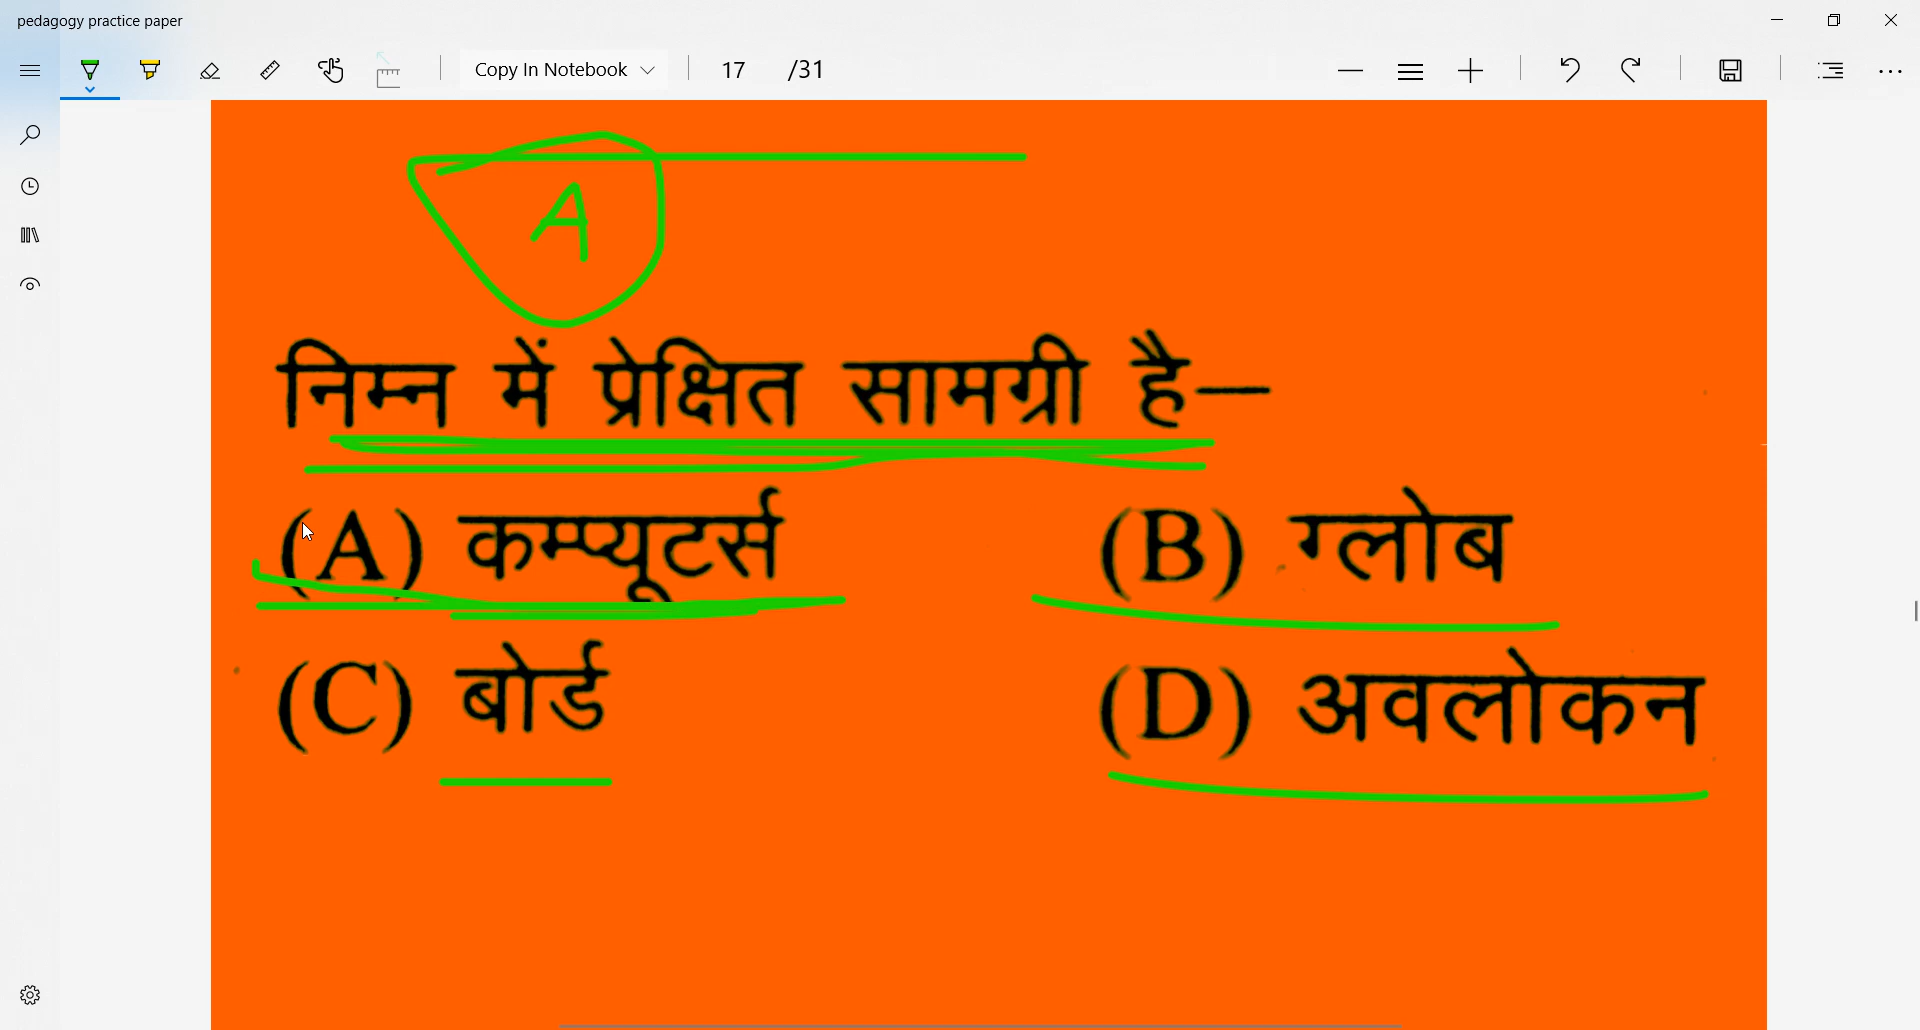 pedagogy practice paper
Copy In Notebook 17 /31
A
निम्न में प्रेक्षित सामग्री है—
(A) कम्प्यूटर्स (B) ग्लोब
(C) बोर्ड (D) अवलोकन